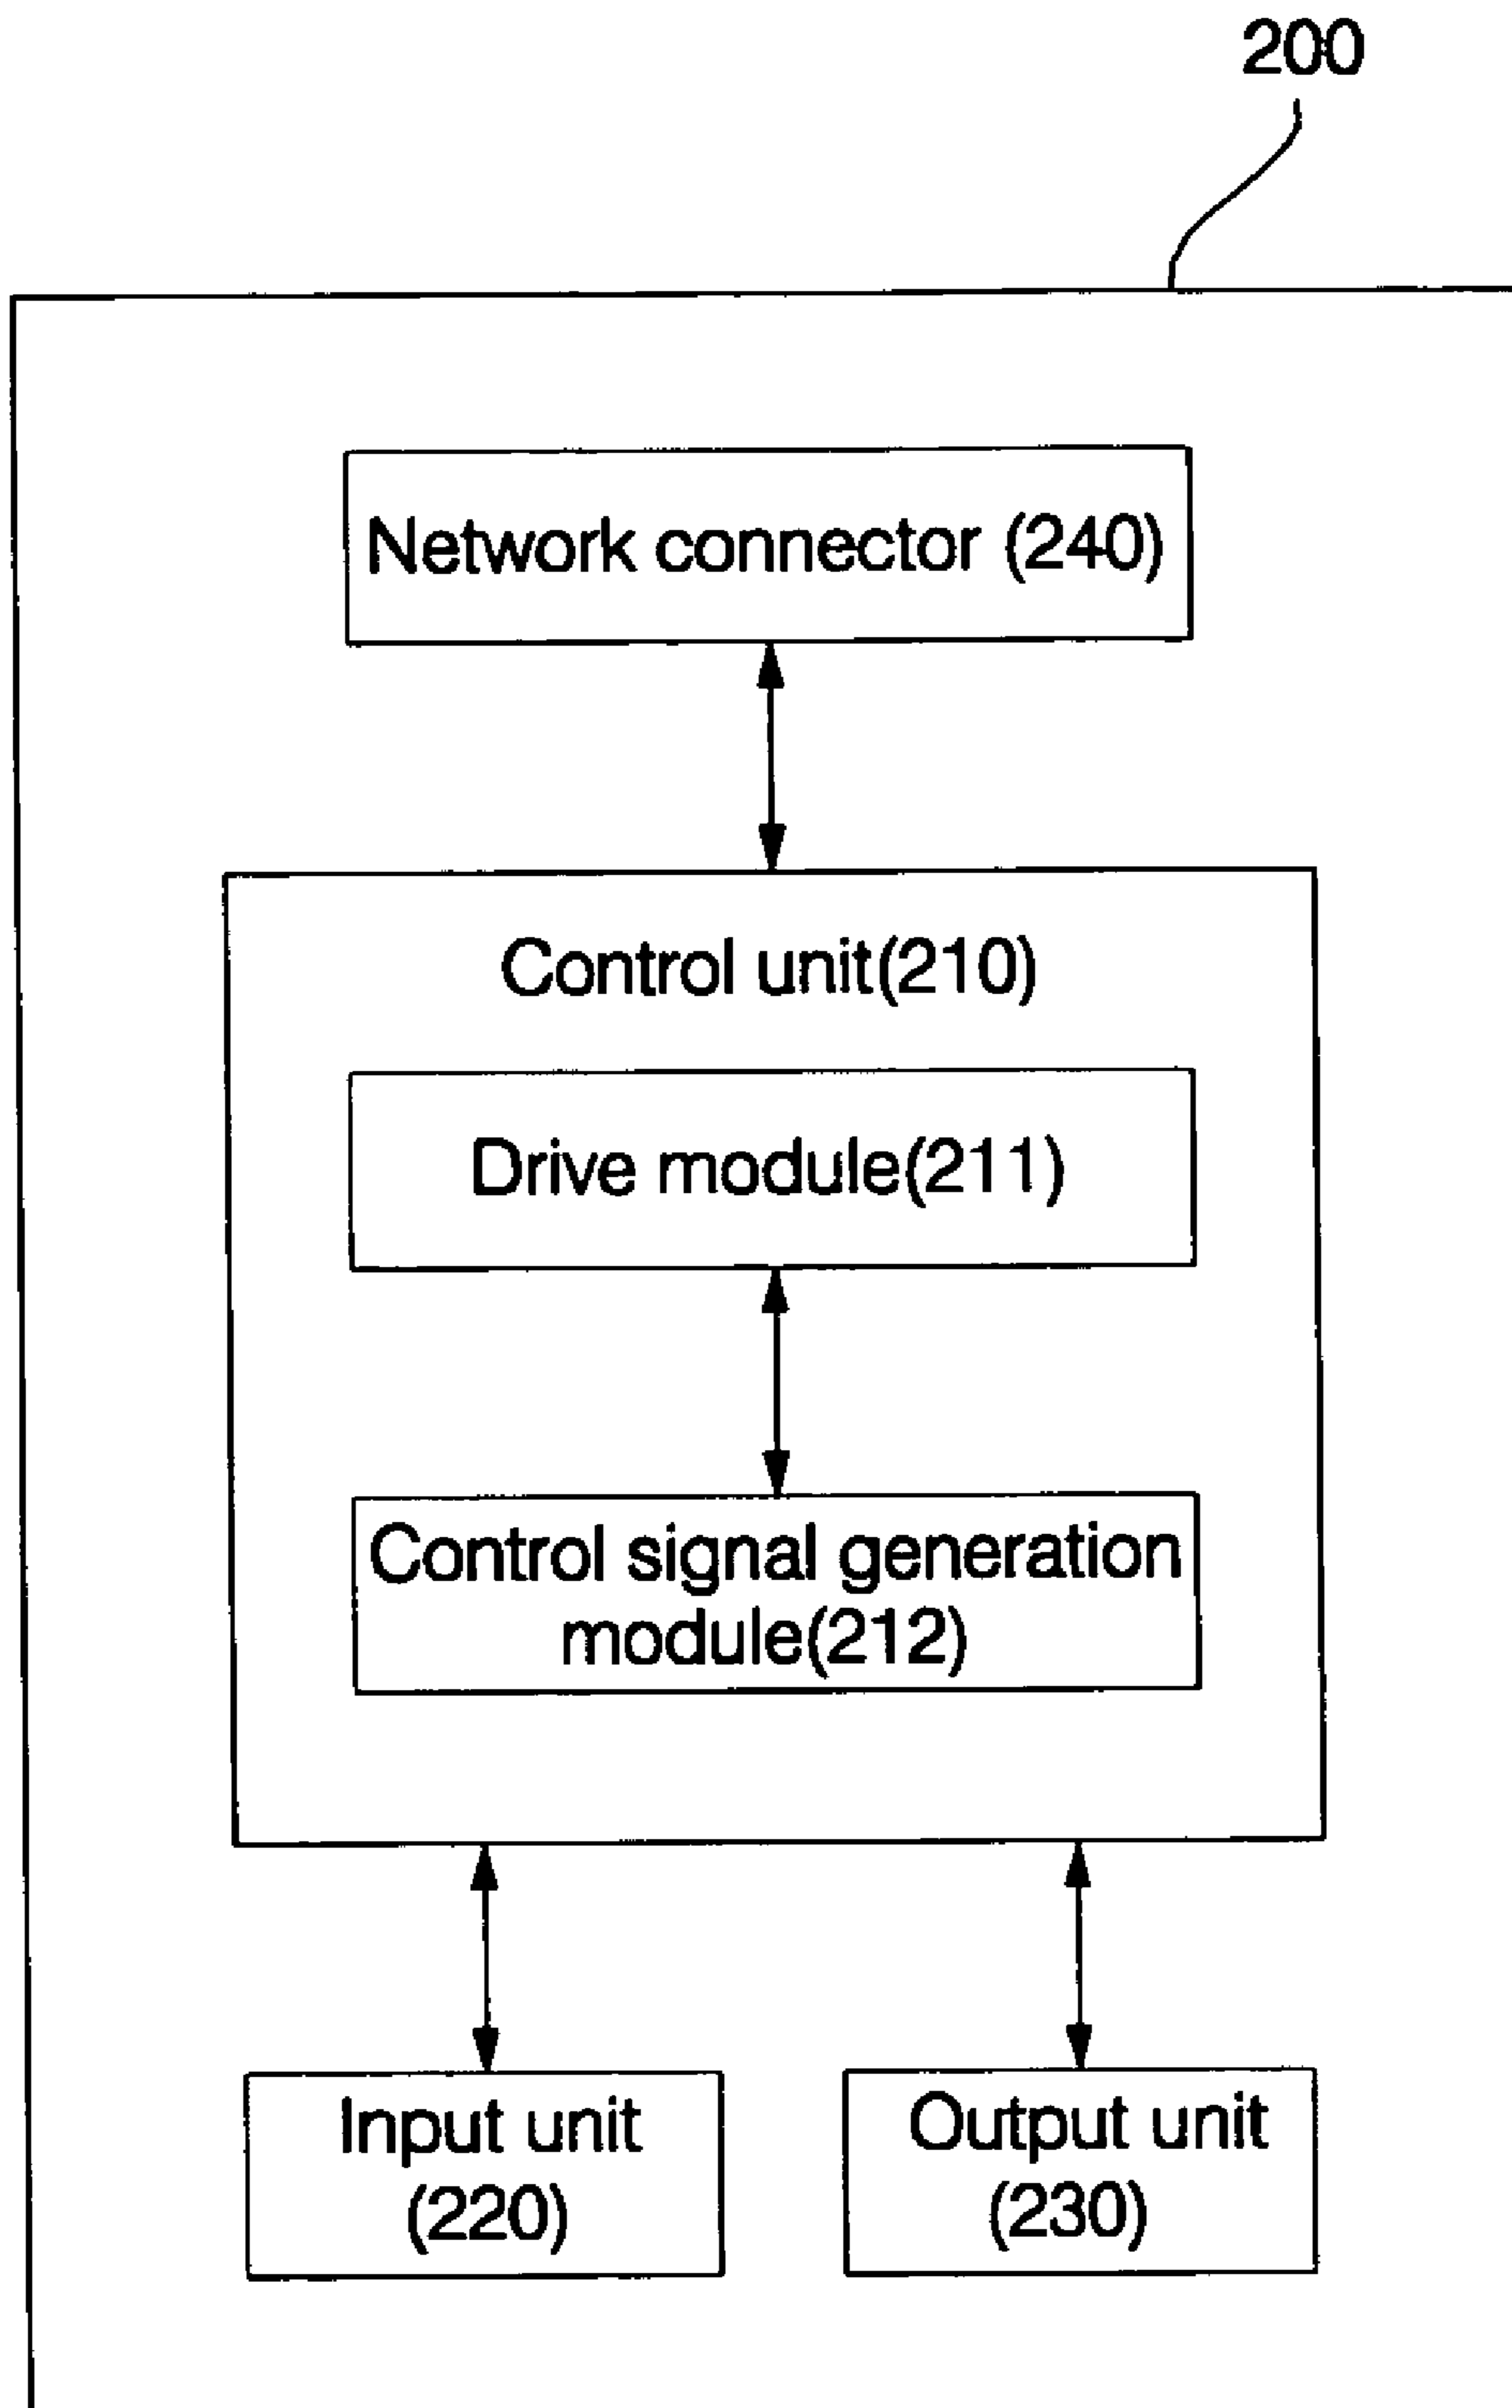 200
Network connector (240)
Control unit(210)
Drive module(211)
Control signal generation
module(212)
Input unit
(220)
Output unit
(230)